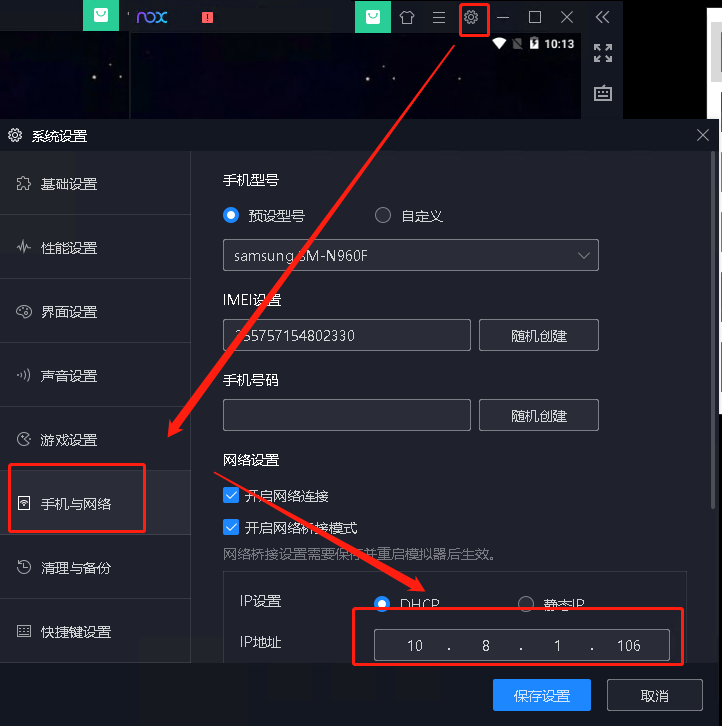 nox
10:13
系统设置
基础设置
性能设置
界面设置
声音设置
游戏设置
手机与网络
清理与备份
快捷键设置
手机型号
预设型号
自定义
samsung SM-N960F
IMEI设置
355757154802330
随机创建
手机号码
随机创建
网络设置
开启网络连接
开启网络桥接模式
网络桥接设置需要保存并重启模拟器后生效。
IP设置
DHCP
静态IP
IP地址
10 . 8 . 1 . 106
保存设置
取消